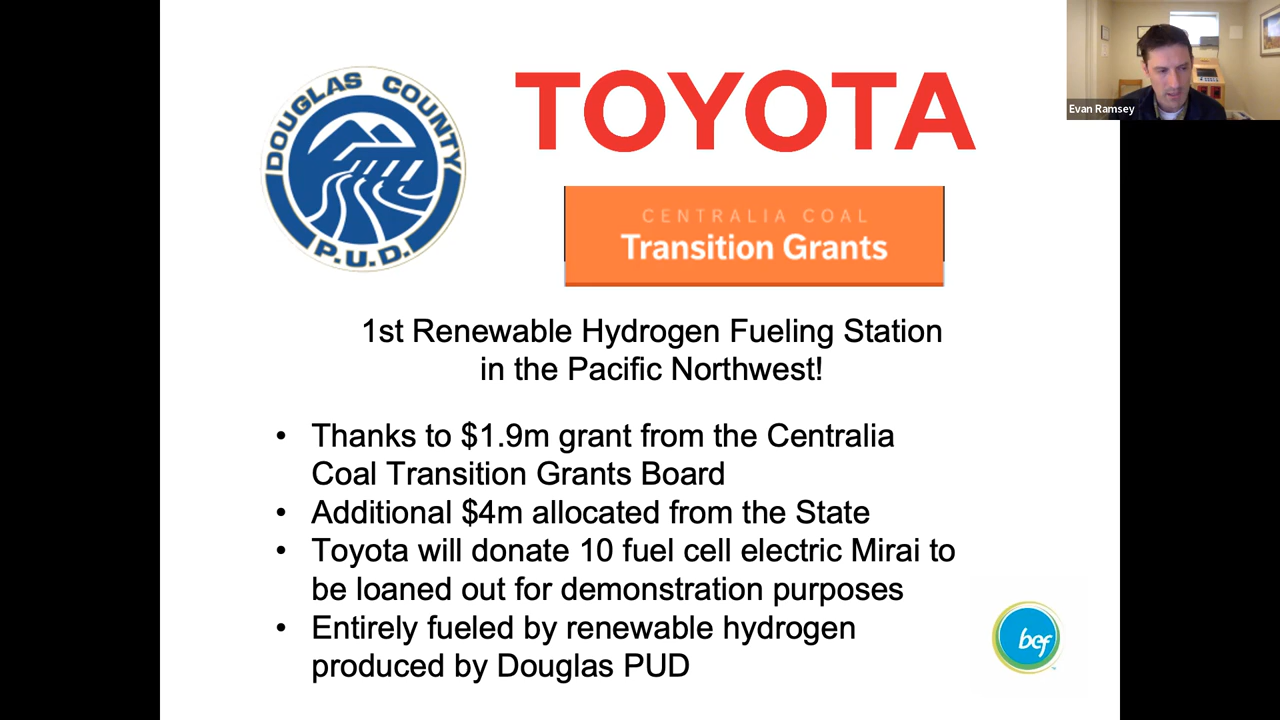 DOUGLAS COUNTY
P.U.D.
TOYOTA
CENTRALIA COAL
Transition Grants
Evan Ramsey
1st Renewable Hydrogen Fueling Station
in the Pacific Northwest!
• Thanks to $1.9m grant from the Centralia
Coal Transition Grants Board
• Additional $4m allocated from the State
• Toyota will donate 10 fuel cell electric Mirai to
be loaned out for demonstration purposes
• Entirely fueled by renewable hydrogen
produced by Douglas PUD
bef